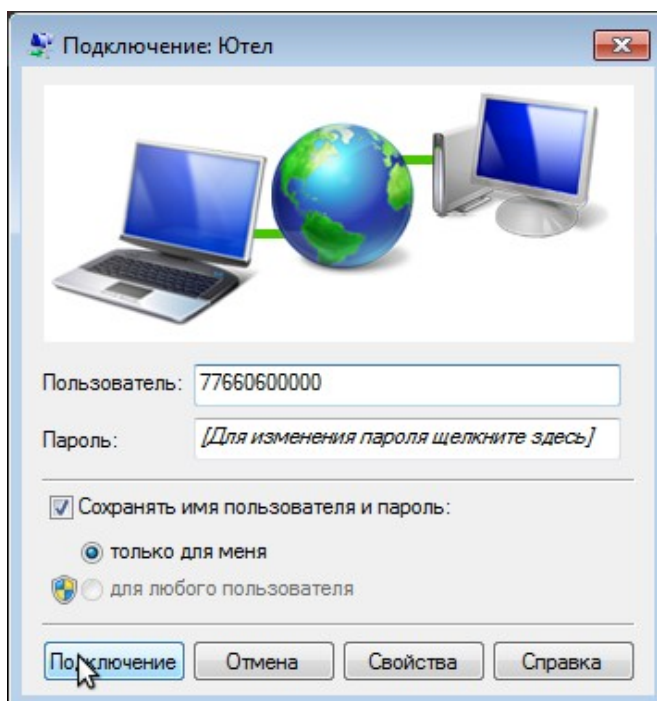 Подключение: Ютел
Пользователь: 77660600000
Пароль: [Для изменения пароля щелкните здесь]
Сохранять имя пользователя и пароль:
только для меня
для любого пользователя
Подключение Отмена Свойства Справка